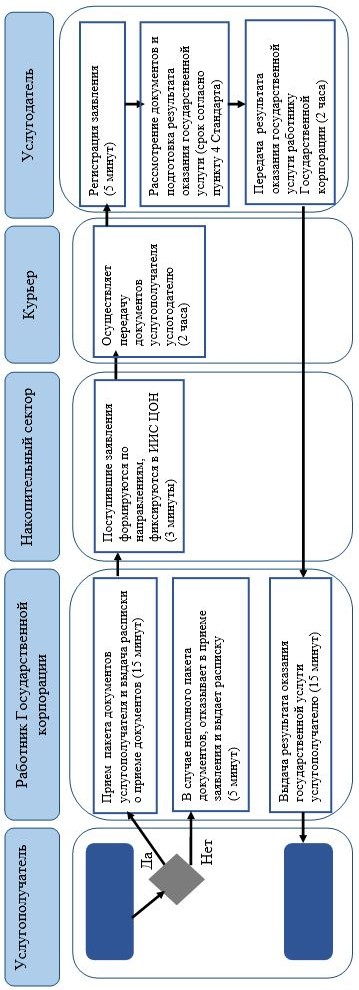 Услугополучатель
Работник Государственной
корпорации
Накопительный сектор
Курьер
Услугодатель
Да
Нет
Прием пакета документов
услугополучателя и выдача расписки
о приеме документов (15 минут)
В случае неполного пакета
документов, отказывает в приеме
заявления и выдает расписку
(5 минут)
Выдача результата оказания
государственной услуги
услугополучателю (15 минут)
Поступившие заявления
формируются по
направлениям,
фиксируются в ИИС ЦОН
(3 минуты)
Осуществляет
передачу
документов
услугополучателя
услогодателю
(2 часа)
Регистрация заявления
(5 минут)
Рассмотрение документов и
подготовка результата
оказания государственной
услуги (срок согласно
пункту 4 Стандарта)
Передача результата
оказания государственной
услуги работнику
Государственной
корпорации (2 часа)